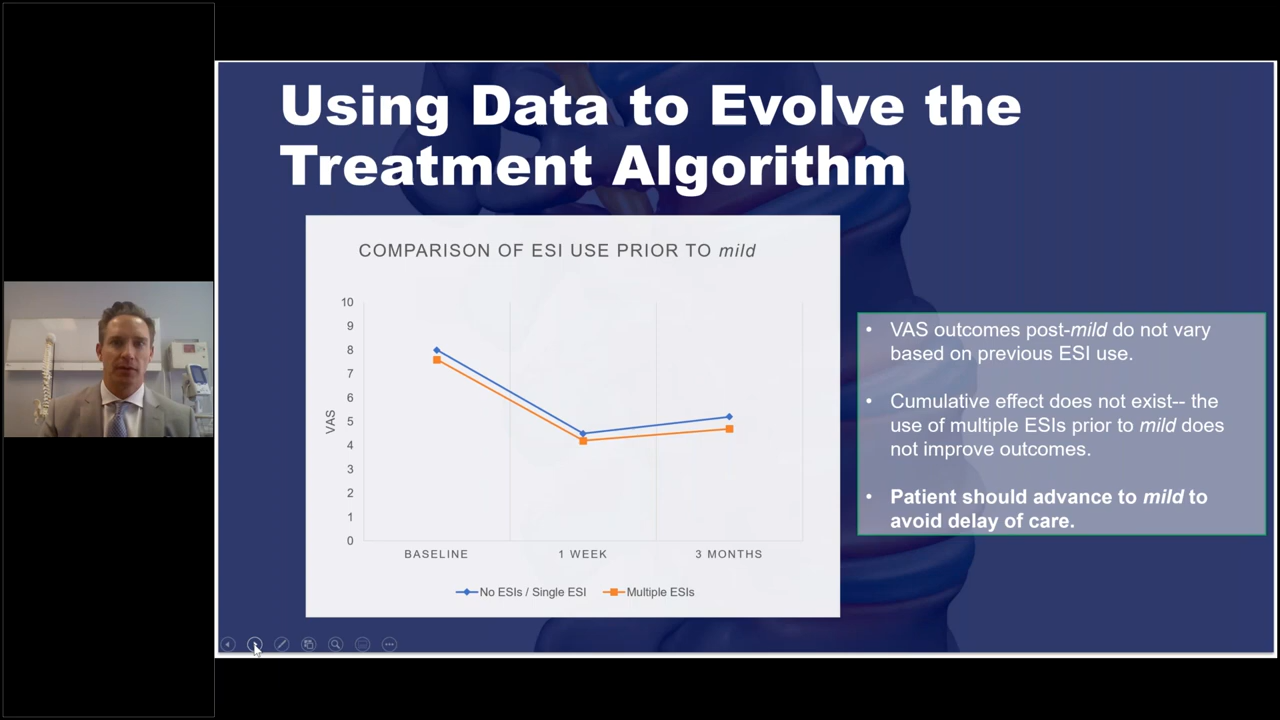 Using Data to Evolve the
Treatment Algorithm
COMPARISON OF ESI USE PRIOR TO mild
10
9
8
7
6
5
4
3
2
1
0
VAS
BASELINE
1 WEEK
3 MONTHS
No ESIs / Single ESI
Multiple ESIs
• VAS outcomes post-mild do not vary
based on previous ESI use.
• Cumulative effect does not exist-- the
use of multiple ESIs prior to mild does
not improve outcomes.
• Patient should advance to mild to
avoid delay of care.